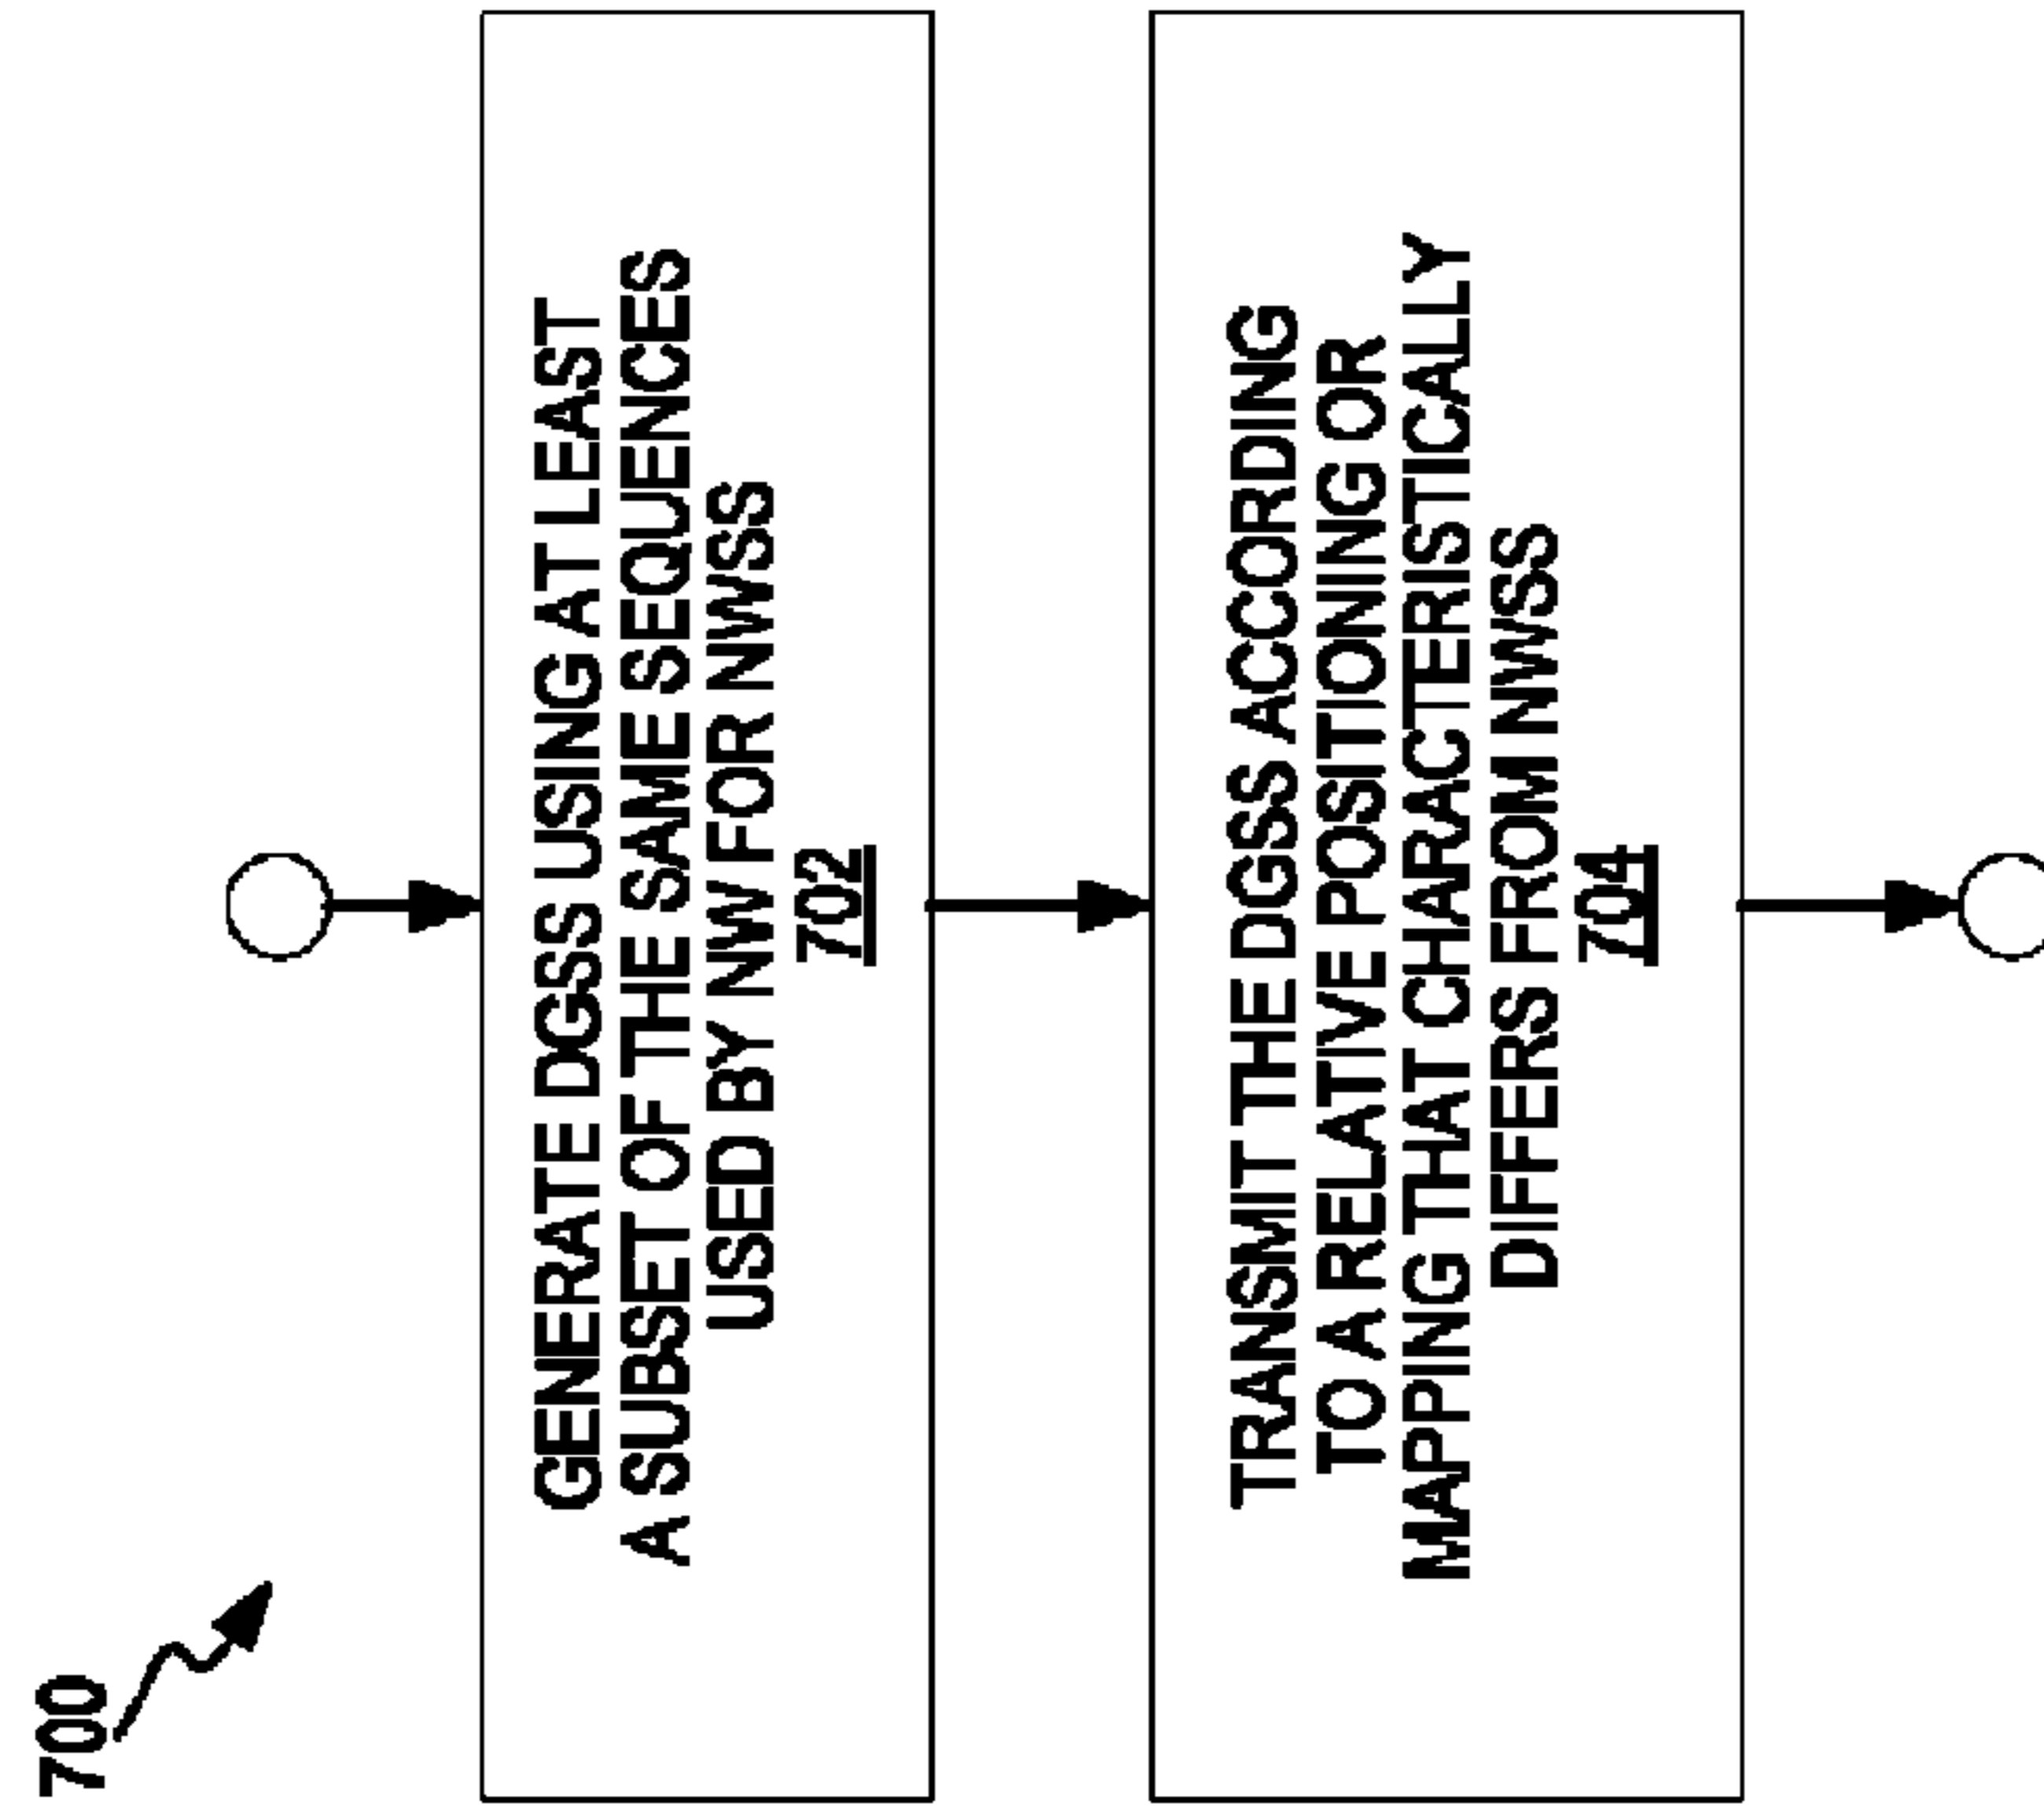 700
GENERATE DGSS USING AT LEAST
A SUBSET OF THE SAME SEQUENCES
USED BY NW FOR NWSS
702
TRANSMIT THE DGSS ACCORDING
TO A RELATIVE POSITIONING OR
MAPPING THAT CHARACTERISTICALLY
DIFFERS FROM NWSS
704